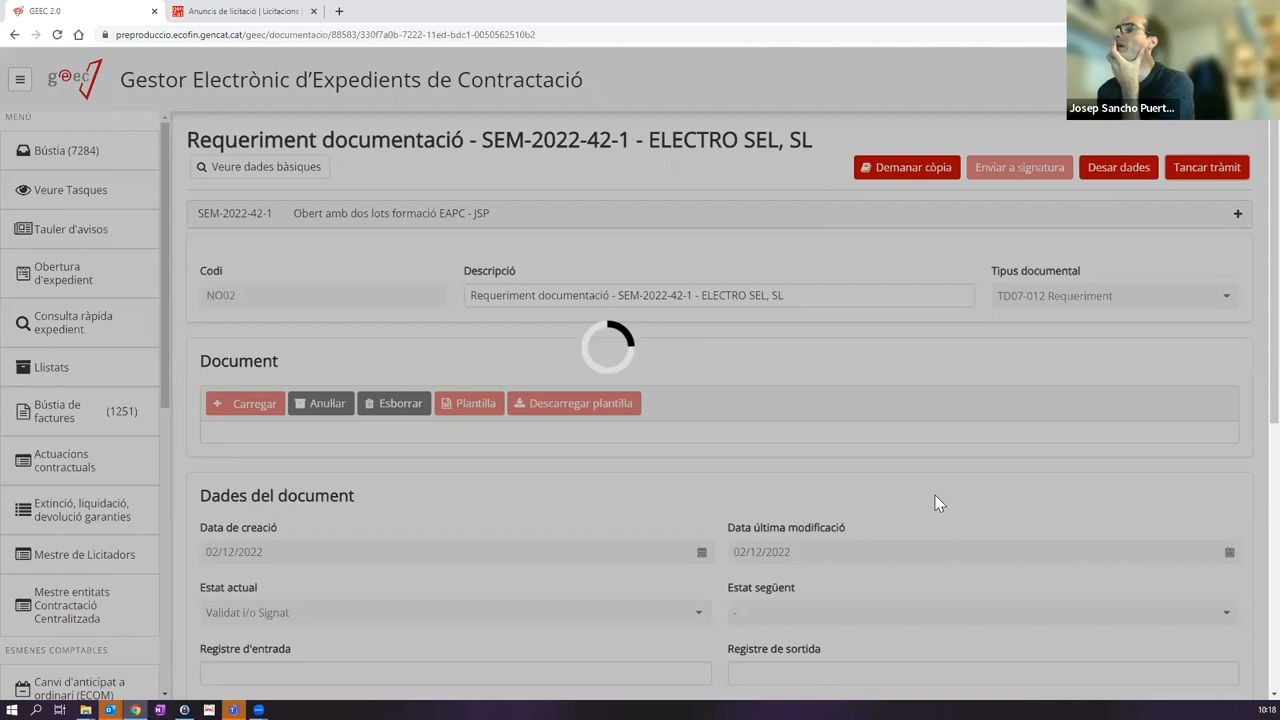 GEEC 2.0
Anuncis de licitació | Licitacions
preproduccio.ecofin.gencat.cat/geec/documentacio/88583/330f7a0b-7222-11ed-bdc1-0050562510b2
Josep Sancho Puert...
geec
Gestor Electrònic d'Expedients de Contractació
MENÚ
Bústia (7284)
Veure Tasques
Tauler d'avisos
Obertura
d'expedient
Consulta ràpida
expedient
Llistats
Bústia de
factures
(1251)
Actuacions
contractuals
Extinció, liquidació,
devolució garanties
Mestre de Licitadors
Mestre entitats
Contractació
Centralitzada
ESMENES COMPTABLES
Canvi d'anticipat a
ordinari (ECOM)
Requeriment documentació - SEM-2022-42-1 - ELECTRO SEL, SL
Veure dades bàsiques
Demanar còpia
Enviar a signatura
Desar dades
Tancar tràmit
SEM-2022-42-1 Obert amb dos lots formació EAPC - JSP
Codi
Descripció
Tipus documental
NO02
Requeriment documentació - SEM-2022-42-1 - ELECTRO SEL, SL
TD07-012 Requeriment
Document
Carregar
Anul·lar
Esborrar
Plantilla
Descarregar plantilla
Dades del document
Data de creació
Data última modificació
02/12/2022
02/12/2022
Estat actual
Estat següent
Validat i/o Signat
-
Registre d'entrada
Registre de sortida
10:18